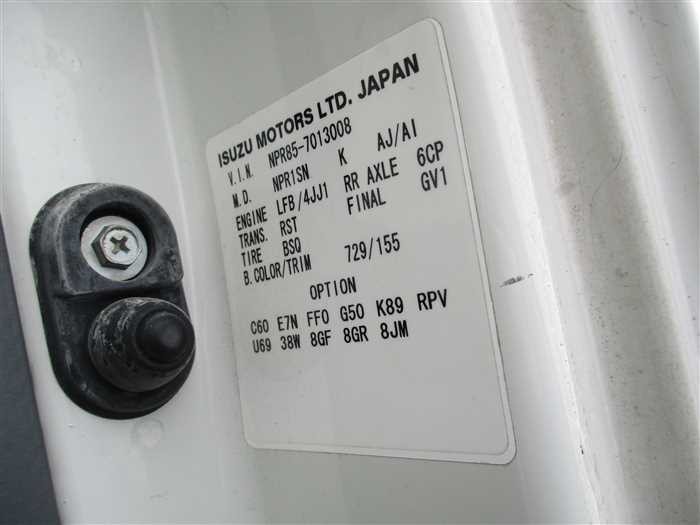 ISUZU MOTORS LTD. JAPAN
V.I.N. NPR85-7013008
M.D. NPR1SN K AJ/AI
ENGINE LFB/4JJ1 RR AXLE 6CP
TRANS. RST FINAL GV1
TIRE BSQ
B.COLOR/TRIM 729/155
OPTION
C60 E7N FF0 G50 K89 RPV
U69 38W 8GF 8GR 8JM